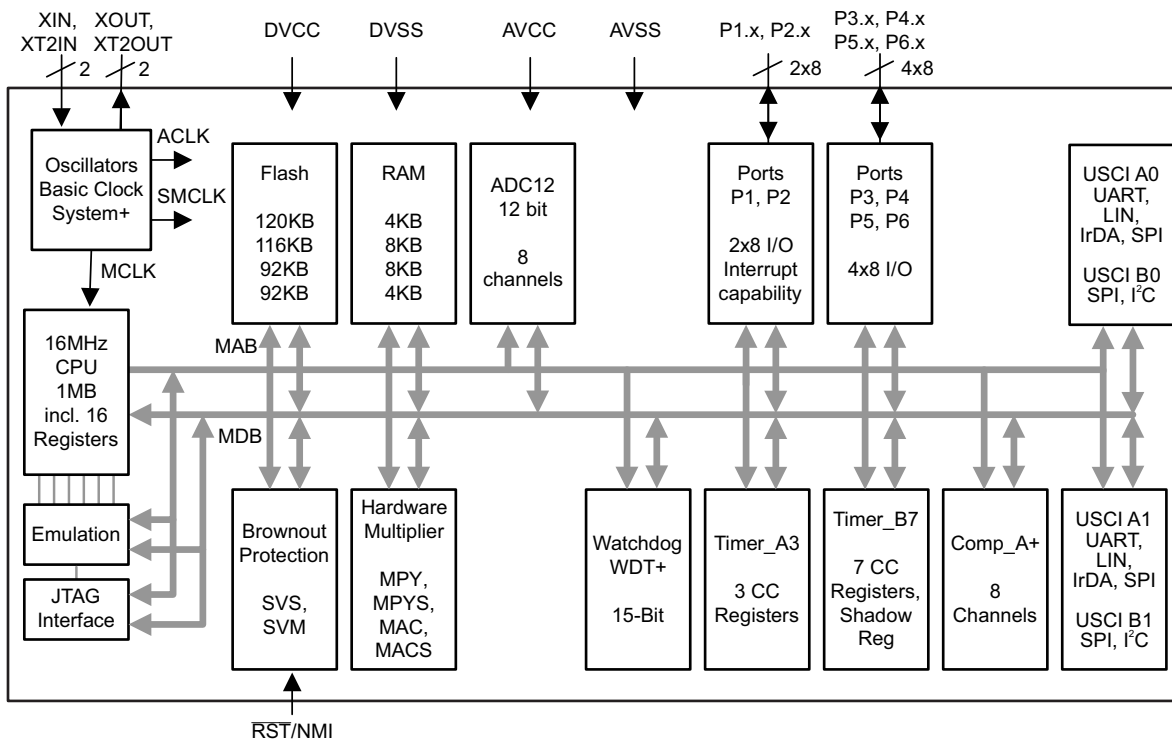 XIN,
XT2IN
2
XOUT,
XT2OUT
2
DVCC
DVSS
AVCC
AVSS
P1.x, P2.x
2x8
P3.x, P4.x
P5.x, P6.x
4x8
Oscillators
Basic Clock
System+
ACLK
SMCLK
MCLK
Flash
120KB
116KB
92KB
92KB
RAM
4KB
8KB
8KB
4KB
ADC12
12 bit
8
channels
Ports
P1, P2
2x8 I/O
Interrupt
capability
Ports
P3, P4
P5, P6
4x8 I/O
USCI A0
UART,
LIN,
IrDA, SPI
USCI B0
SPI, I²C
16MHz
CPU
1MB
incl. 16
Registers
MAB
MDB
Emulation
JTAG
Interface
Brownout
Protection
SVS,
SVM
Hardware
Multiplier
MPY,
MPYS,
MAC,
MACS
Watchdog
WDT+
15-Bit
Timer_A3
3 CC
Registers
Timer_B7
7 CC
Registers,
Shadow
Reg
Comp_A+
8
Channels
USCI A1
UART,
LIN,
IrDA, SPI
USCI B1
SPI, I²C
RST/NMI